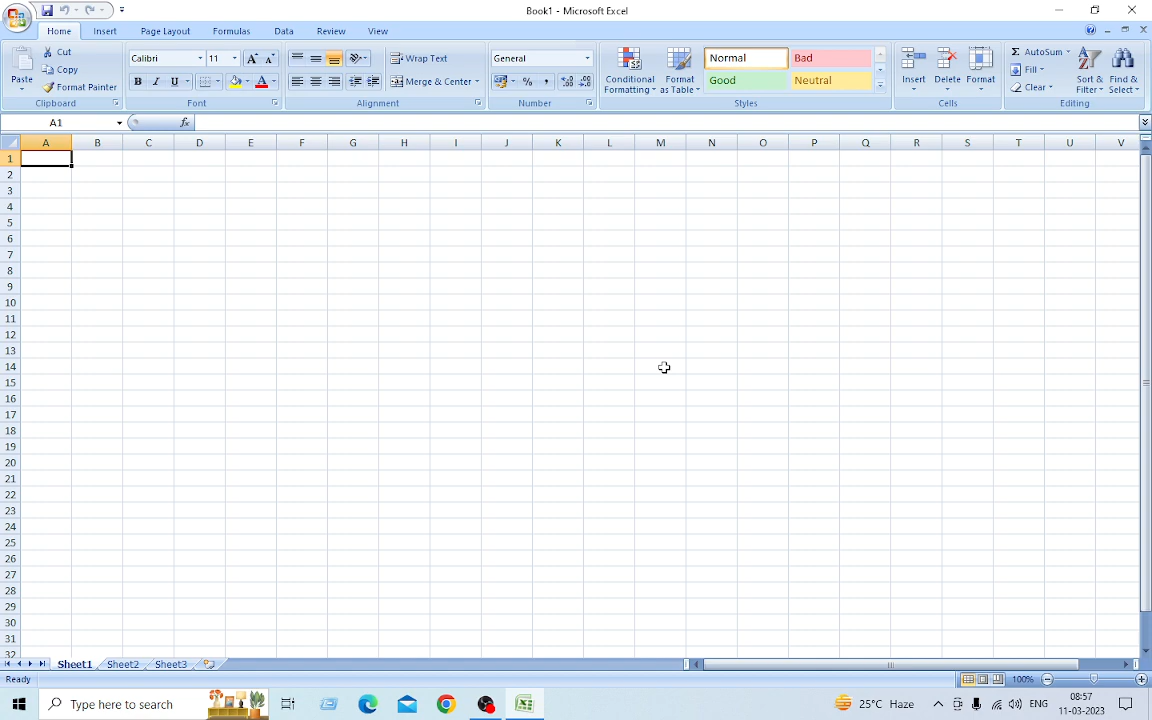 Book1 - Microsoft Excel
Home Insert Page Layout Formulas Data Review View
Paste
Cut
Copy
Format Painter
Clipboard
Calibri 11
B I U
Font
Wrap Text
Merge & Center
Alignment
General
Number
Conditional Formatting
Format as Table
Normal Bad
Good Neutral
Styles
Insert Delete Format
Cells
Σ AutoSum
Fill
Clear
Sort & Filter
Find & Select
Editing
A1 fx
A B C D E F G H I J K L M N O P Q R S T U V
1
2
3
4
5
6
7
8
9
10
11
12
13
14
15
16
17
18
19
20
21
22
23
24
25
26
27
28
29
30
31
32
Sheet1 Sheet2 Sheet3
Ready 100%
Type here to search 25°C Haze ENG 08:57
11-03-2023